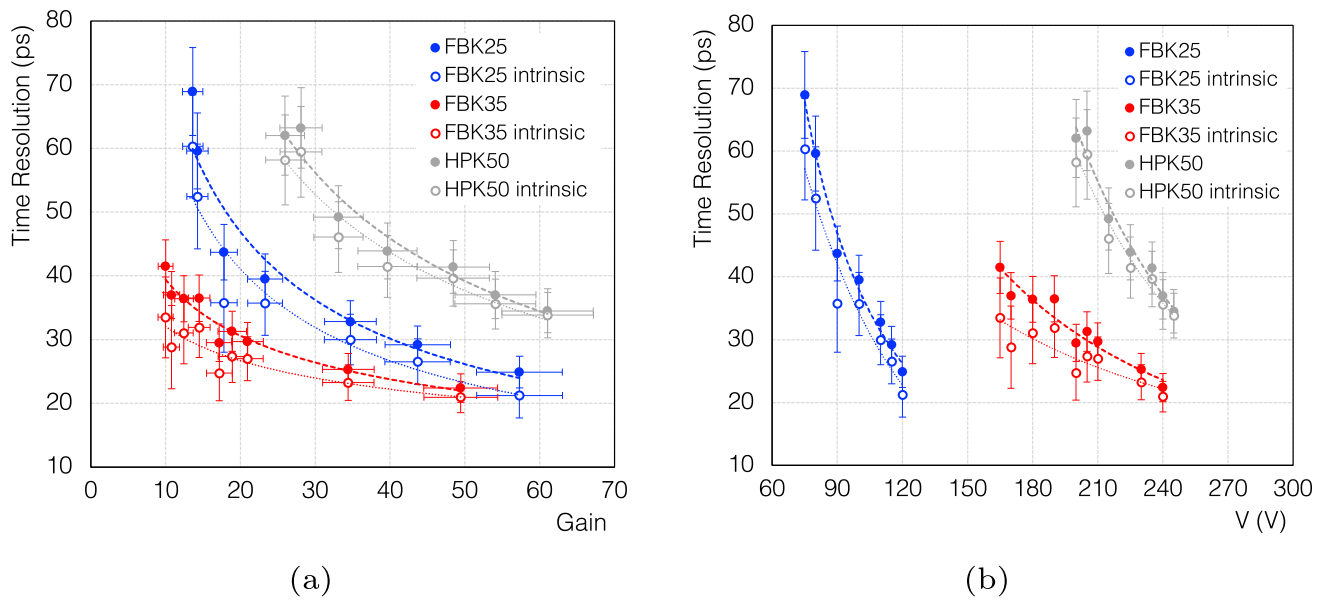 Time Resolution (ps)
80
70
60
50
40
30
20
10
0
10
20
30
40
50
60
70
Gain
FBK25
FBK25 intrinsic
FBK35
FBK35 intrinsic
HPK50
HPK50 intrinsic
(a)
Time Resolution (ps)
80
70
60
50
40
30
20
10
60
90
120
150
180
210
240
270
300
V (V)
FBK25
FBK25 intrinsic
FBK35
FBK35 intrinsic
HPK50
HPK50 intrinsic
(b)